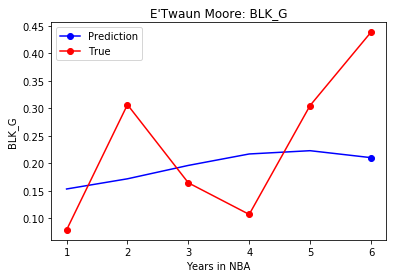 E'Twaun Moore: BLK_G
Prediction
True
BLK_G
0.45
0.40
0.35
0.30
0.25
0.20
0.15
0.10
1 2 3 4 5 6
Years in NBA